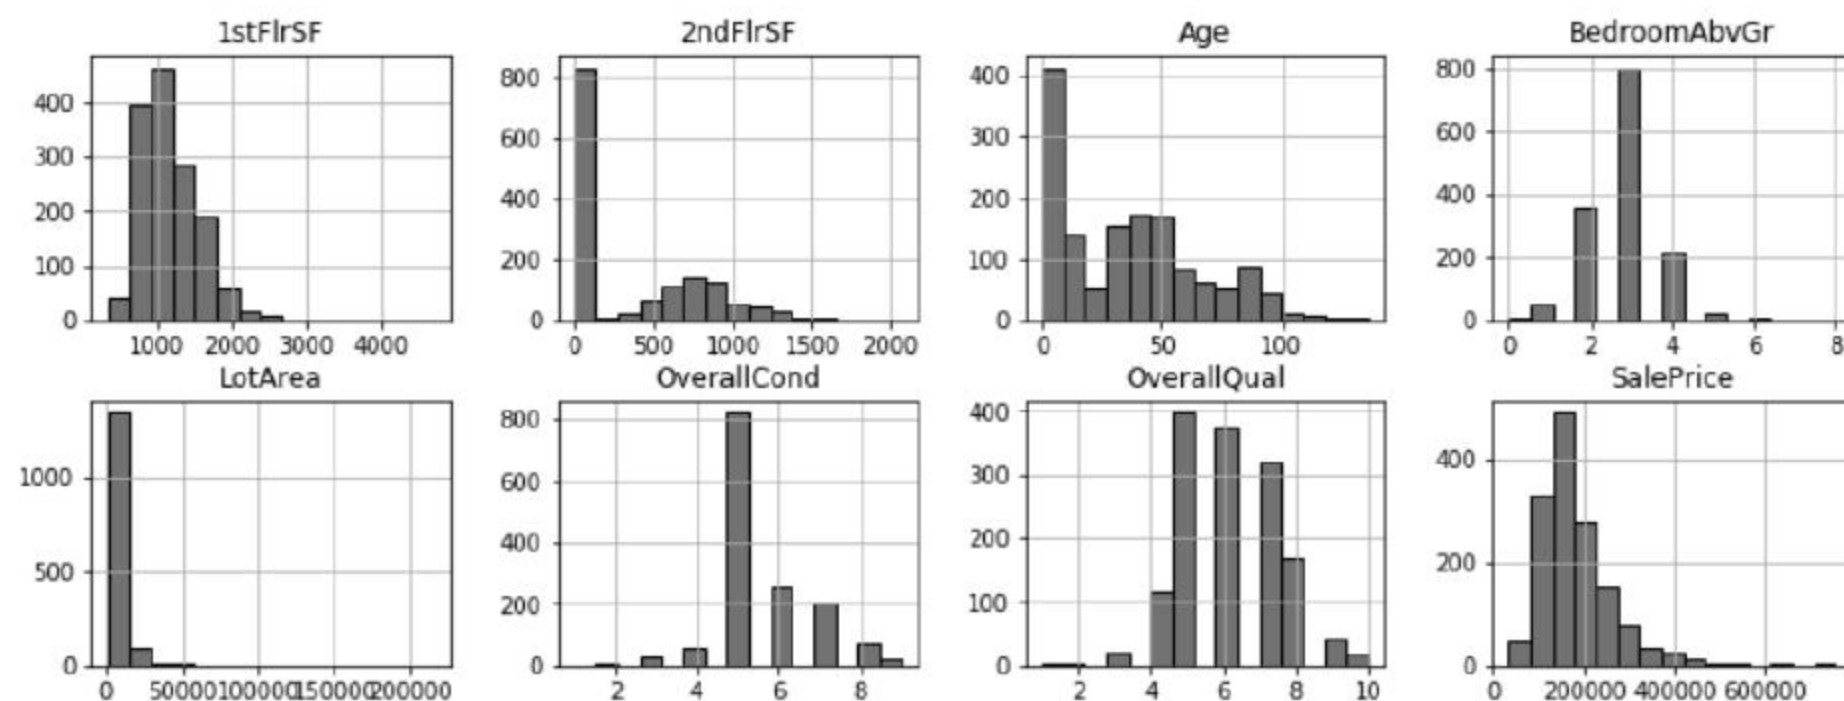 1stFlrSF 2ndFlrSF Age BedroomAbvGr
400 800 400 800
300 600 300 600
200 400 200 400
100 200 100 200
0 0 0 0
1000 2000 3000 4000 0 500 1000 1500 2000 0 50 100 0 2 4 6 8
LotArea OverallCond OverallQual SalePrice
1000 800 400 400
500 600 300 200
0 400 200 0
200 100
0 0
0 50000100000150000200000 2 4 6 8 2 4 6 8 10 0 200000 400000 600000